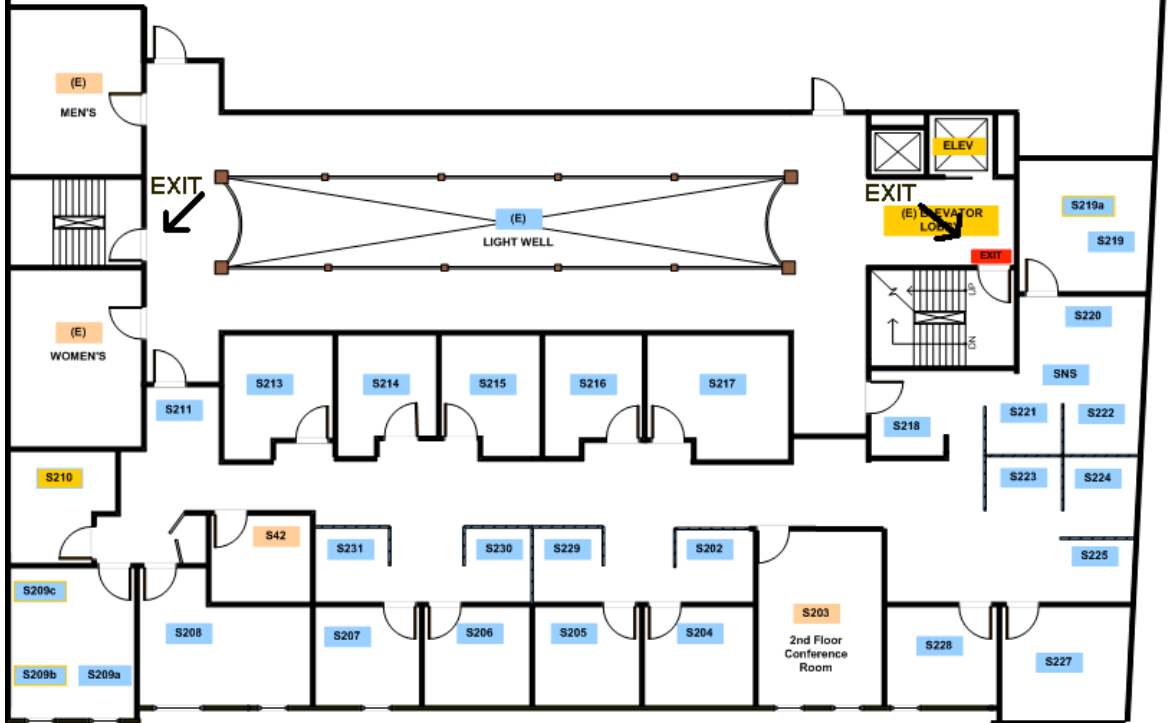 (E)
MEN'S
EXIT
(E)
LIGHT WELL
EXIT
ELEV
(E) ELEVATOR
LOBBY
EXIT
S219a
S219
(E)
WOMEN'S
UP
DN
S220
SNS
S211
S213
S214
S215
S216
S217
S218
S221
S222
S210
S223
S224
S42
S231
S230
S229
S202
S225
S209c
S208
S207
S206
S205
S204
S203
2nd Floor
Conference
Room
S228
S227
S209b
S209a